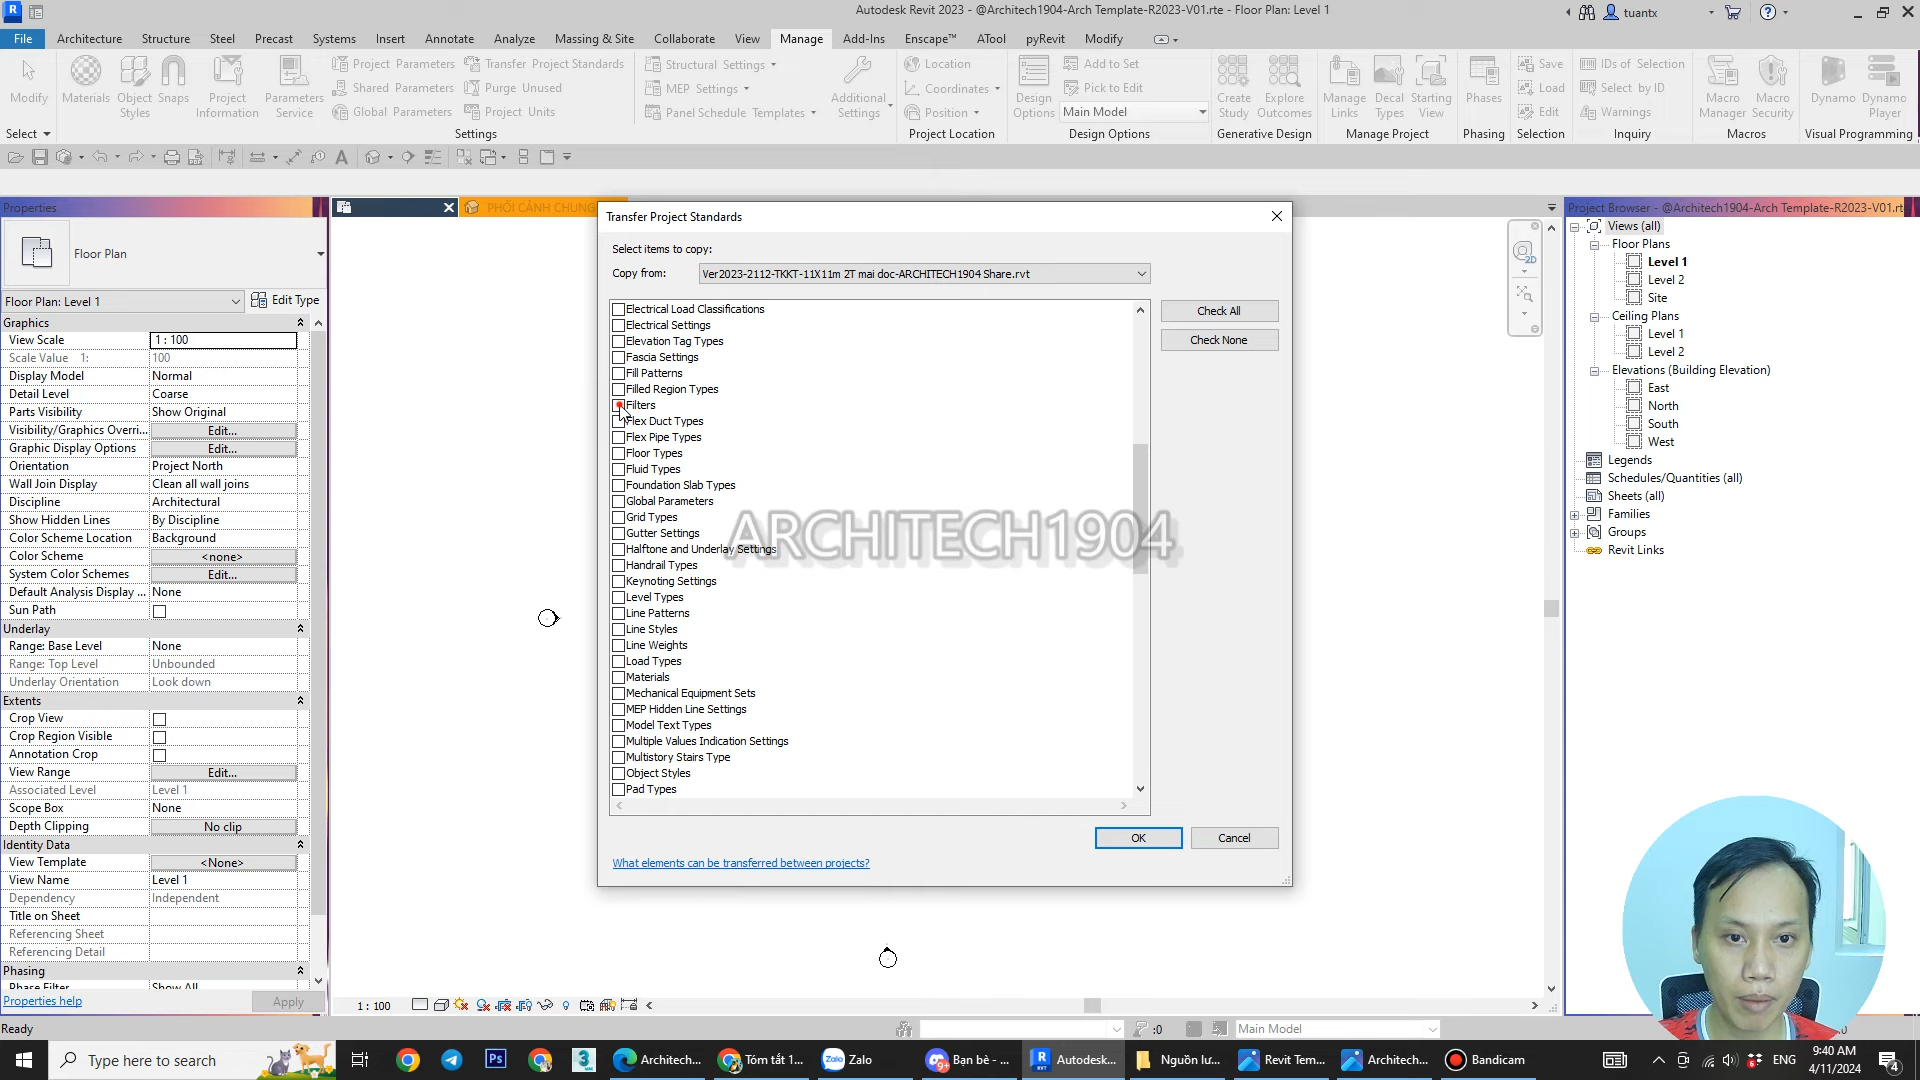 Autodesk Revit 2023 - @Architech1904-Arch Template-R2023-V01.rte - Floor Plan: Level 1
tuantx
File Architecture Structure Steel Precast Systems Insert Annotate Analyze Massing & Site Collaborate View Manage Add-Ins Enscape™ ATool pyRevit Modify
Modify
Materials
Object Styles
Snaps
Project Information
Parameters Service
Project Parameters
Shared Parameters
Global Parameters
Transfer Project Standards
Purge Unused
Project Units
Structural Settings
MEP Settings
Panel Schedule Templates
Additional Settings
Location
Coordinates
Position
Design Options
Add to Set
Pick to Edit
Main Model
Create Study
Explore Outcomes
Manage Links
Decal Types
Starting View
Phases
Save
Load
Edit
IDs of Selection
Select by ID
Warnings
Macro Manager
Macro Security
Dynamo
Dynamo Player
Select
Settings
Project Location
Design Options
Generative Design
Manage Project
Phasing
Selection
Inquiry
Macros
Visual Programming
Properties
PHỐI CẢNH CHUNG
Floor Plan
Floor Plan: Level 1
Edit Type
Graphics
View Scale 1 : 100
Scale Value 1: 100
Display Model Normal
Detail Level Coarse
Parts Visibility Show Original
Visibility/Graphics Overri... Edit...
Graphic Display Options Edit...
Orientation Project North
Wall Join Display Clean all wall joins
Discipline Architectural
Show Hidden Lines By Discipline
Color Scheme Location Background
Color Scheme <none>
System Color Schemes Edit...
Default Analysis Display ... None
Sun Path
Underlay
Range: Base Level None
Range: Top Level Unbounded
Underlay Orientation Look down
Extents
Crop View
Crop Region Visible
Annotation Crop
View Range Edit...
Associated Level Level 1
Scope Box None
Depth Clipping No clip
Identity Data
View Template <None>
View Name Level 1
Dependency Independent
Title on Sheet
Referencing Sheet
Referencing Detail
Phasing
Phase Filter Show All
Properties help
Apply
Transfer Project Standards
Select items to copy:
Copy from: Ver2023-2112-TKKT-11X11m 2T mai doc-ARCHITECH1904 Share.rvt
Electrical Load Classifications
Electrical Settings
Elevation Tag Types
Fascia Settings
Fill Patterns
Filled Region Types
Filters
Flex Duct Types
Flex Pipe Types
Floor Types
Fluid Types
Foundation Slab Types
Global Parameters
Grid Types
Gutter Settings
Halftone and Underlay Settings
Handrail Types
Keynoting Settings
Level Types
Line Patterns
Line Styles
Line Weights
Load Types
Materials
Mechanical Equipment Sets
MEP Hidden Line Settings
Model Text Types
Multiple Values Indication Settings
Multistory Stairs Type
Object Styles
Pad Types
Check All
Check None
OK
Cancel
What elements can be transferred between projects?
ARCHITECH1904
2D
Project Browser - @Architech1904-Arch Template-R2023-V01.rt
Views (all)
Floor Plans
Level 1
Level 2
Site
Ceiling Plans
Level 1
Level 2
Elevations (Building Elevation)
East
North
South
West
Legends
Schedules/Quantities (all)
Sheets (all)
Families
Groups
Revit Links
1 : 100
Ready
:0
Main Model
Type here to search
Architech...
Tóm tắt 1...
Zalo
Bạn bè - ...
Autodesk...
Nguồn lư...
Revit Tem...
Architech...
Bandicam
ENG
9:40 AM
4/11/2024
4